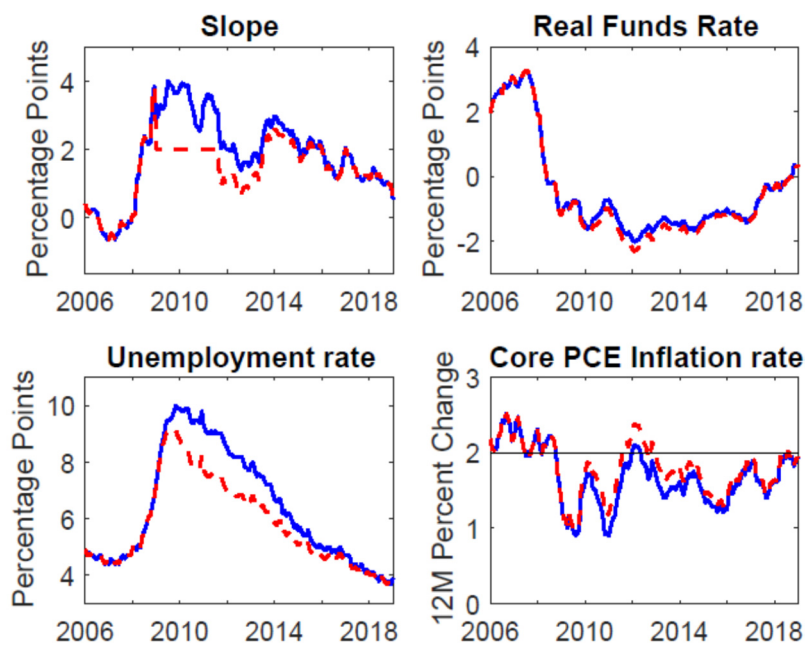 Slope
Percentage Points
4
2
0
2006 2010 2014 2018
Real Funds Rate
Percentage Points
4
2
0
-2
2006 2010 2014 2018
Unemployment rate
Percentage Points
10
8
6
4
2006 2010 2014 2018
Core PCE Inflation rate
12M Percent Change
3
2
1
0
2006 2010 2014 2018